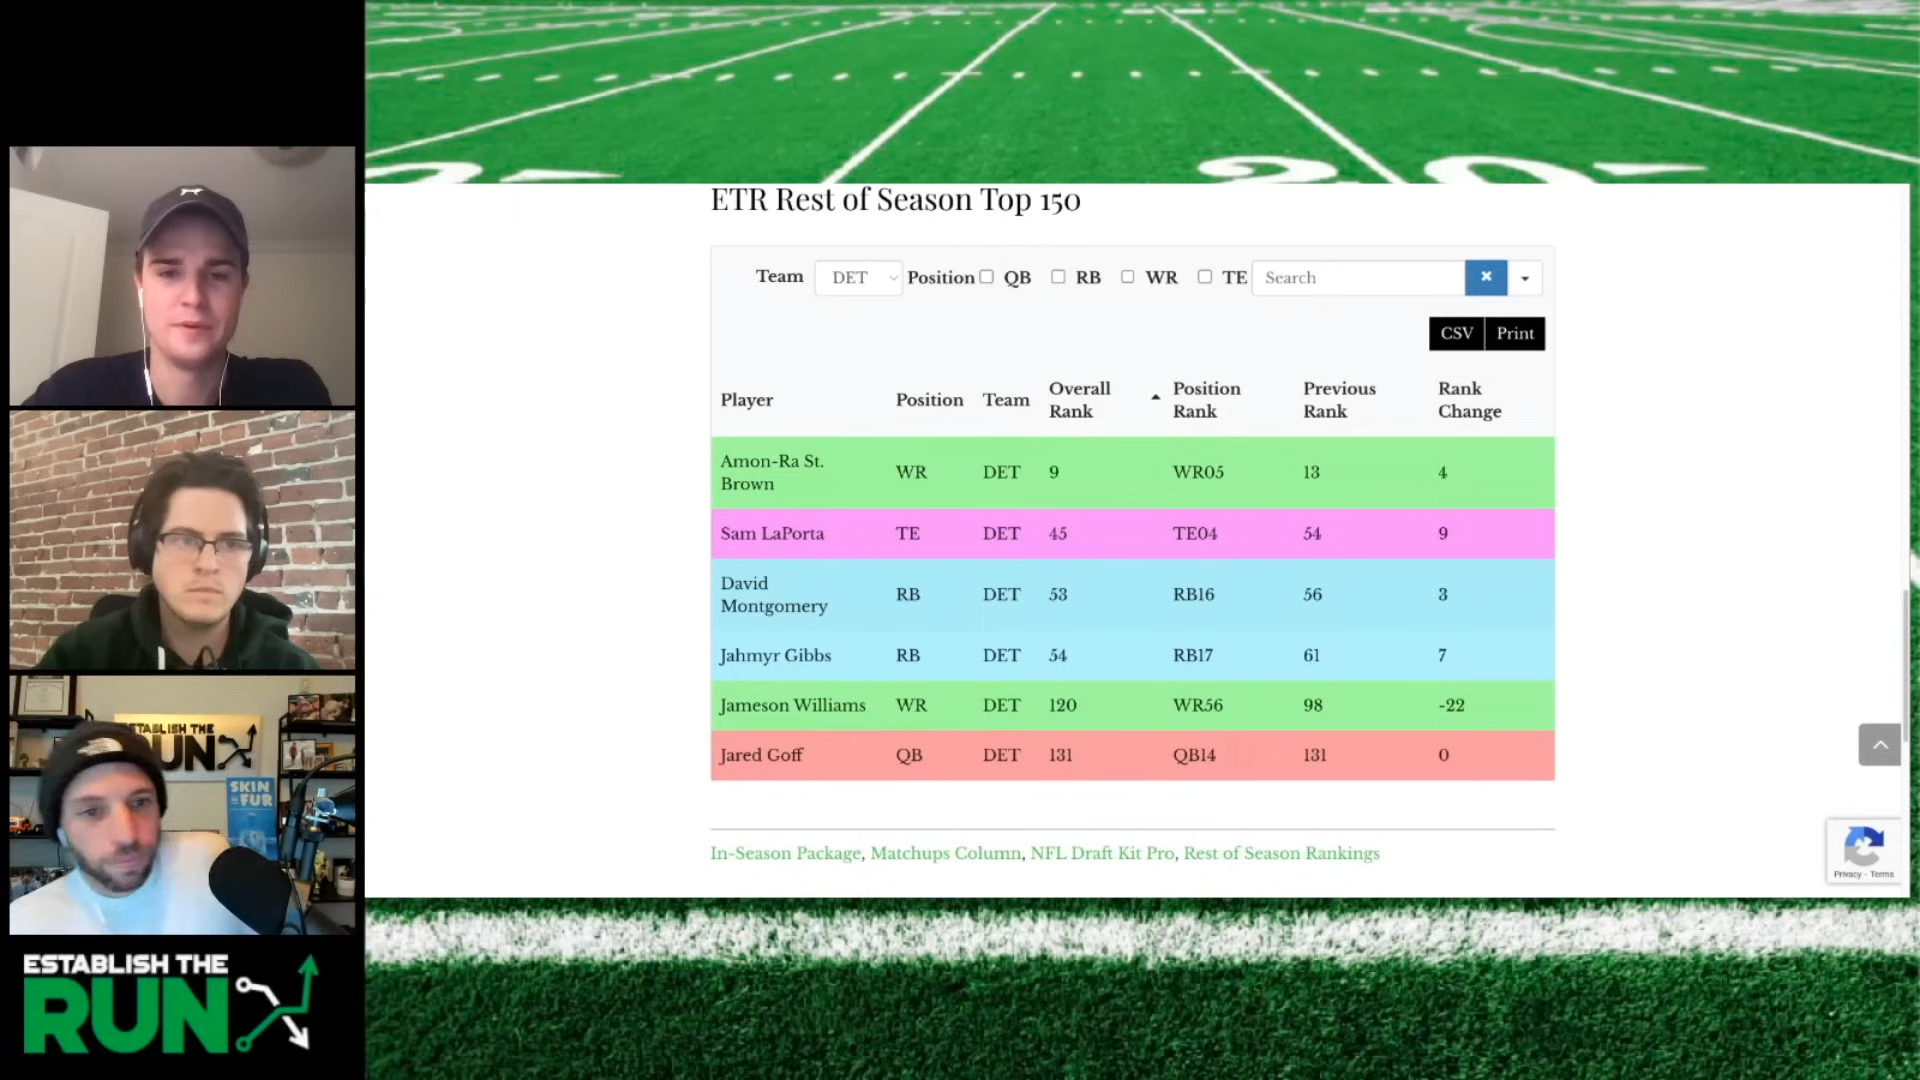 ETR Rest of Season Top 150
Team DET Position QB RB WR TE Search
CSV Print
Player Position Team Overall Rank Position Rank Previous Rank Rank Change
Amon-Ra St. Brown WR DET 9 WR05 13 4
Sam LaPorta TE DET 45 TE04 54 9
David Montgomery RB DET 53 RB16 56 3
Jahmyr Gibbs RB DET 54 RB17 61 7
Jameson Williams WR DET 120 WR56 98 -22
Jared Goff QB DET 131 QB14 131 0
In-Season Package, Matchups Column, NFL Draft Kit Pro, Rest of Season Rankings
Privacy - Terms
ESTABLISH THE
RUN
SKIN
FUR
ESTABLISH THE
RUN